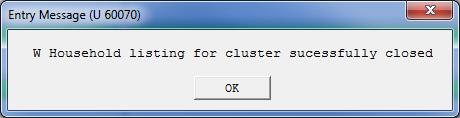 Entry Message (U 60070)
W Household listing for cluster sucessfully closed
OK